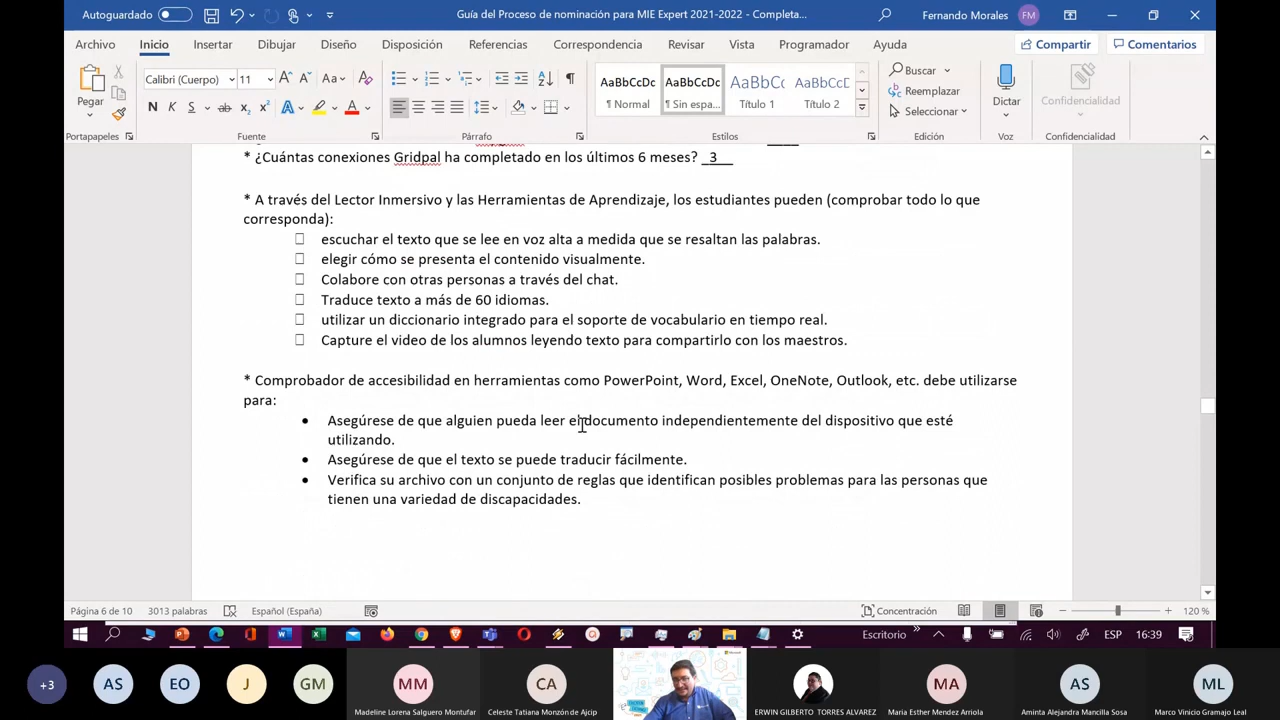 Autoguardado
Guía del Proceso de nominación para MIE Expert 2021-2022 - Completa...
Fernando Morales
FM
Archivo
Inicio
Insertar
Dibujar
Diseño
Disposición
Referencias
Correspondencia
Revisar
Vista
Programador
Ayuda
Compartir
Comentarios
Pegar
Calibri (Cuerpo)
11
Aa
N K S ab x₂ x²
AaBbCcDc
¶ Normal
AaBbCcDc
¶ Sin espa...
AaBbCc
Título 1
AaBbCcD
Título 2
Buscar
Reemplazar
Seleccionar
Dictar
Confidencialidad
Portapapeles
Fuente
Párrafo
Estilos
Edición
Voz
Confidencialidad
* ¿Cuántas conexiones Gridpal ha completado en los últimos 6 meses? _3__
* A través del Lector Inmersivo y las Herramientas de Aprendizaje, los estudiantes pueden (comprobar todo lo que
corresponda):
☐ escuchar el texto que se lee en voz alta a medida que se resaltan las palabras.
☐ elegir cómo se presenta el contenido visualmente.
☐ Colabore con otras personas a través del chat.
☐ Traduce texto a más de 60 idiomas.
☐ utilizar un diccionario integrado para el soporte de vocabulario en tiempo real.
☐ Capture el video de los alumnos leyendo texto para compartirlo con los maestros.
* Comprobador de accesibilidad en herramientas como PowerPoint, Word, Excel, OneNote, Outlook, etc. debe utilizarse
para:
• Asegúrese de que alguien pueda leer el documento independientemente del dispositivo que esté
utilizando.
• Asegúrese de que el texto se puede traducir fácilmente.
• Verifica su archivo con un conjunto de reglas que identifican posibles problemas para las personas que
tienen una variedad de discapacidades.
Página 6 de 10
3013 palabras
Español (España)
Concentración
120 %
Escritorio
ESP
16:39
+3
AS
EO
J
GM
MM
Madeline Lorena Salguero Montufar
CA
Celeste Tatiana Monzón de Ajcip
ERWIN GILBERTO TORRES ALVAREZ
MA
Maria Esther Mendez Arriola
AS
Aminta Alejandra Mancilla Sosa
ML
Marco Vinicio Gramajo Leal